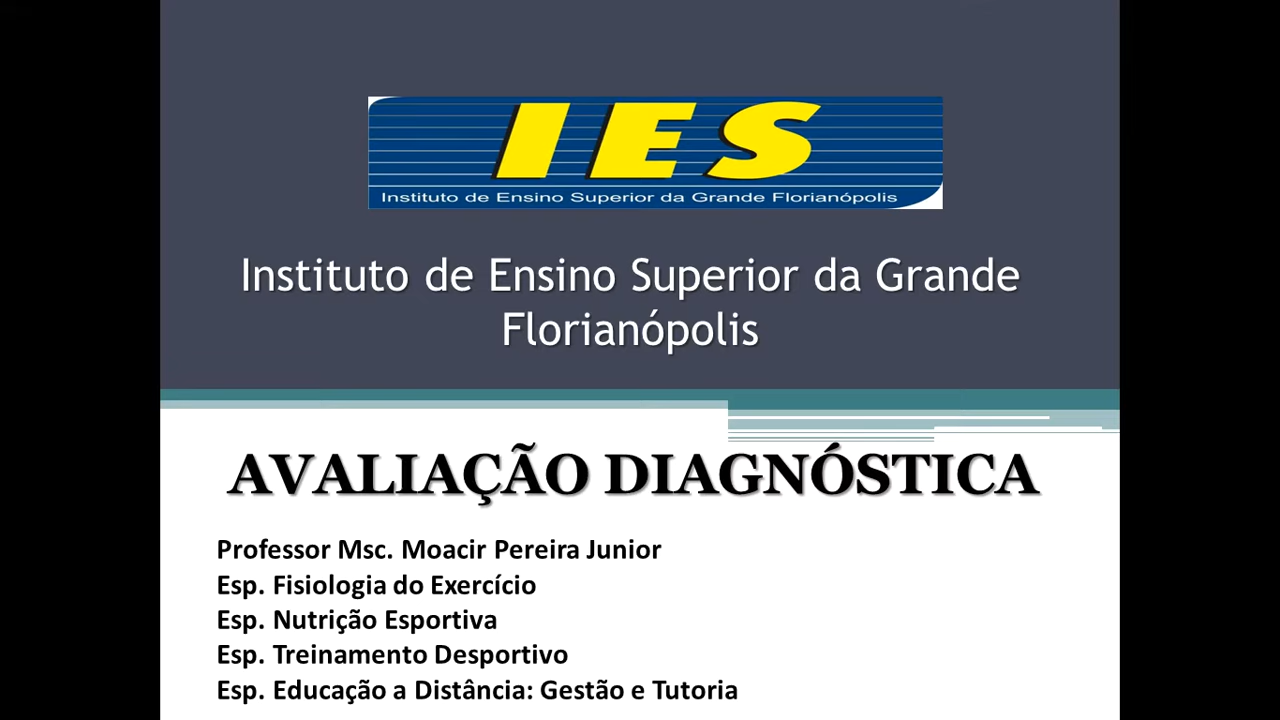 IES
Instituto de Ensino Superior da Grande Florianópolis
Instituto de Ensino Superior da Grande
Florianópolis
AVALIAÇÃO DIAGNÓSTICA
Professor Msc. Moacir Pereira Junior
Esp. Fisiologia do Exercício
Esp. Nutrição Esportiva
Esp. Treinamento Desportivo
Esp. Educação a Distância: Gestão e Tutoria